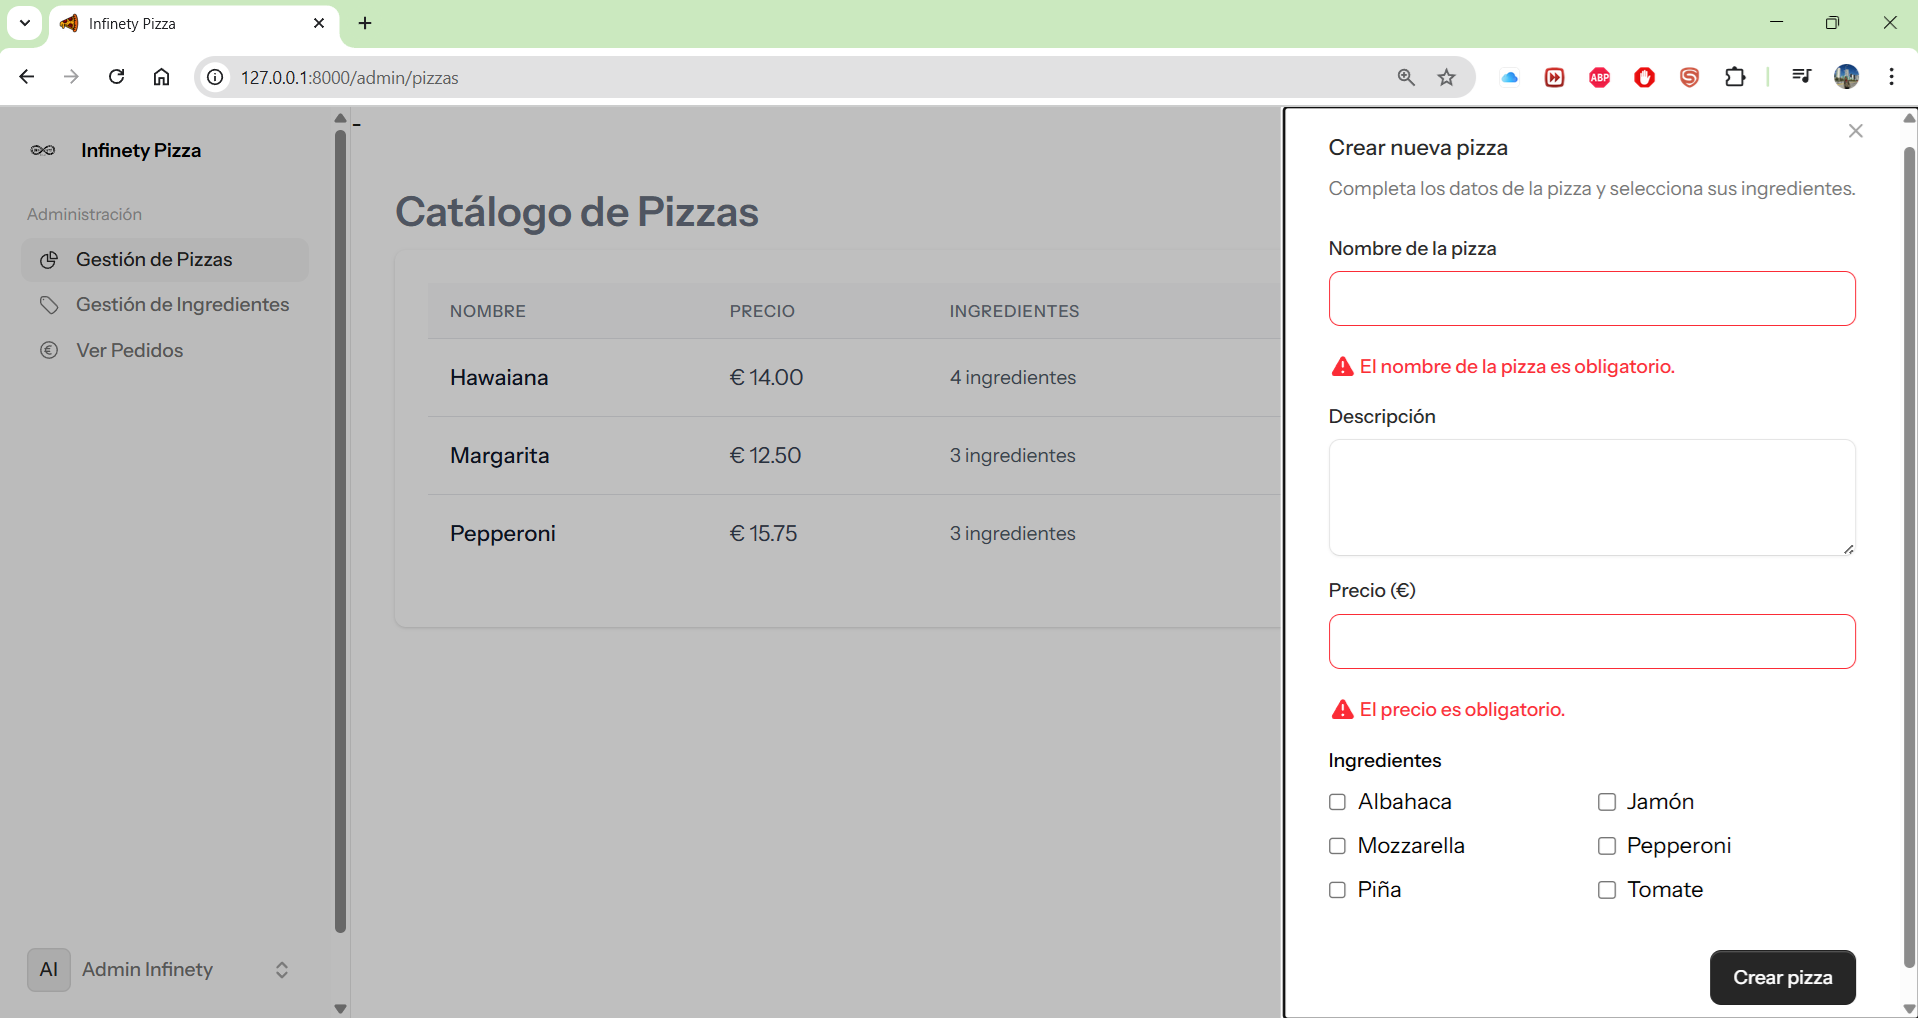 Infinety Pizza
127.0.0.1:8000/admin/pizzas
ABP
Infinety Pizza
Administración
Gestión de Pizzas
Gestión de Ingredientes
Ver Pedidos
AI Admin Infinety
Catálogo de Pizzas
NOMBRE PRECIO INGREDIENTES
Hawaiana € 14.00 4 ingredientes
Margarita € 12.50 3 ingredientes
Pepperoni € 15.75 3 ingredientes
Crear nueva pizza
Completa los datos de la pizza y selecciona sus ingredientes.
Nombre de la pizza
El nombre de la pizza es obligatorio.
Descripción
Precio (€)
El precio es obligatorio.
Ingredientes
Albahaca Jamón
Mozzarella Pepperoni
Piña Tomate
Crear pizza